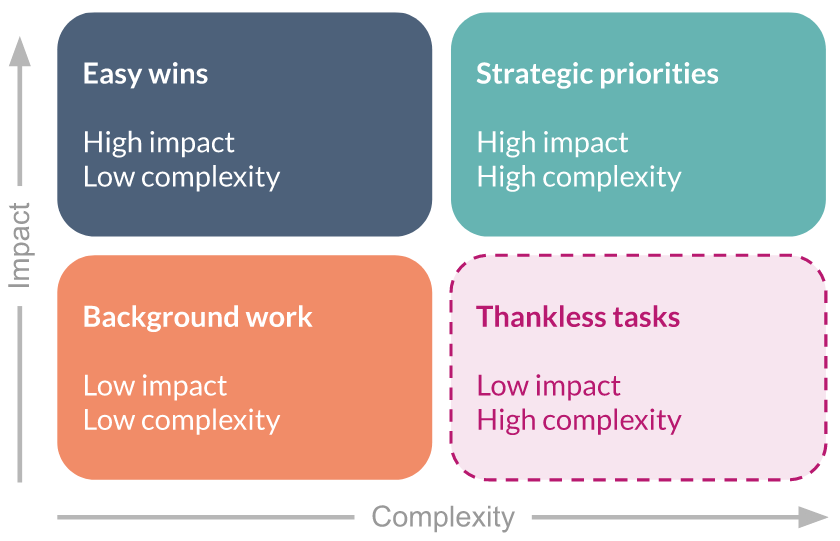 Easy wins
High impact
Low complexity
Strategic priorities
High impact
High complexity
Background work
Low impact
Low complexity
Thankless tasks
Low impact
High complexity
Impact
Complexity